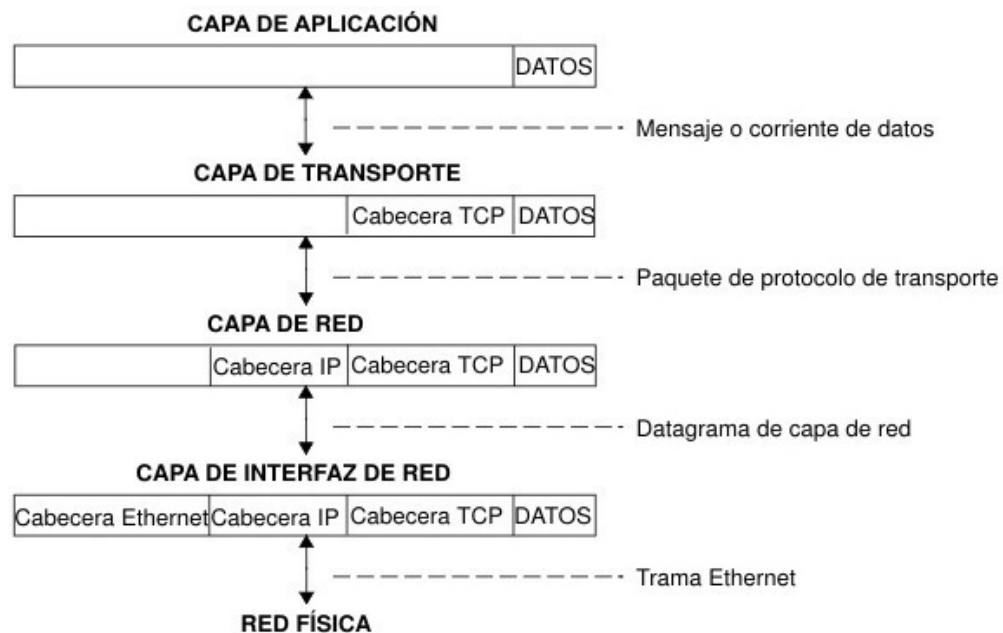 CAPA DE APLICACIÓN
DATOS
Mensaje o corriente de datos
CAPA DE TRANSPORTE
Cabecera TCP DATOS
Paquete de protocolo de transporte
CAPA DE RED
Cabecera IP Cabecera TCP DATOS
Datagrama de capa de red
CAPA DE INTERFAZ DE RED
Cabecera Ethernet Cabecera IP Cabecera TCP DATOS
Trama Ethernet
RED FÍSICA